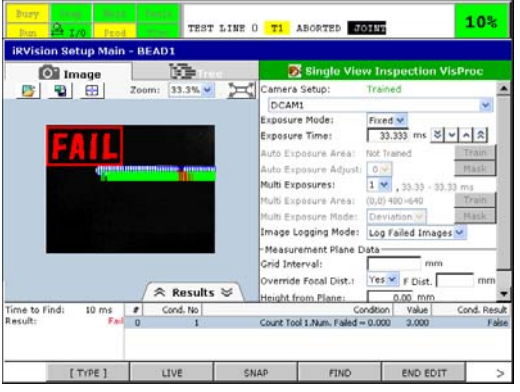 Busy
Run I/O Prod
TEST LINE 0 T1 ABORTED JOINT
10%
iRVision Setup Main - BEAD1
Image
Tree
Single View Inspection VisProc
Zoom: 33.3%
FAIL
Camera Setup: Trained
DCAM1
Exposure Mode: Fixed
Exposure Time: 33.333 ms
Auto Exposure Area: Not Trained Train
Auto Exposure Adjust: 0 Mask
Multi Exposures: 1 , 33.33 - 33.33 ms
Multi Exposure Area: (0,0) 480×640 Train
Multi Exposure Mode: Deviation Mask
Image Logging Mode: Log Failed Images
Measurement Plane Data
Grid Interval: mm
Override Focal Dist.: Yes F Dist. mm
Height from Plane: 0.00 mm
Results
Time to Find: 10 ms
Result: Fail
# Cond. No Condition Value Cond. Result
0 1 Count Tool 1.Num. Failed = 0.000 3.000 False
[ TYPE ] LIVE SNAP FIND END EDIT >